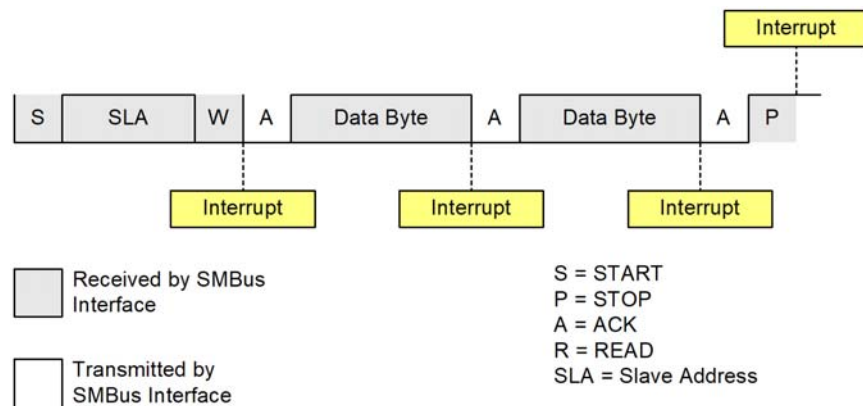 Interrupt
S SLA W A Data Byte A Data Byte A P
Interrupt Interrupt Interrupt
Received by SMBus
Interface
Transmitted by
SMBus Interface
S = START
P = STOP
A = ACK
R = READ
SLA = Slave Address